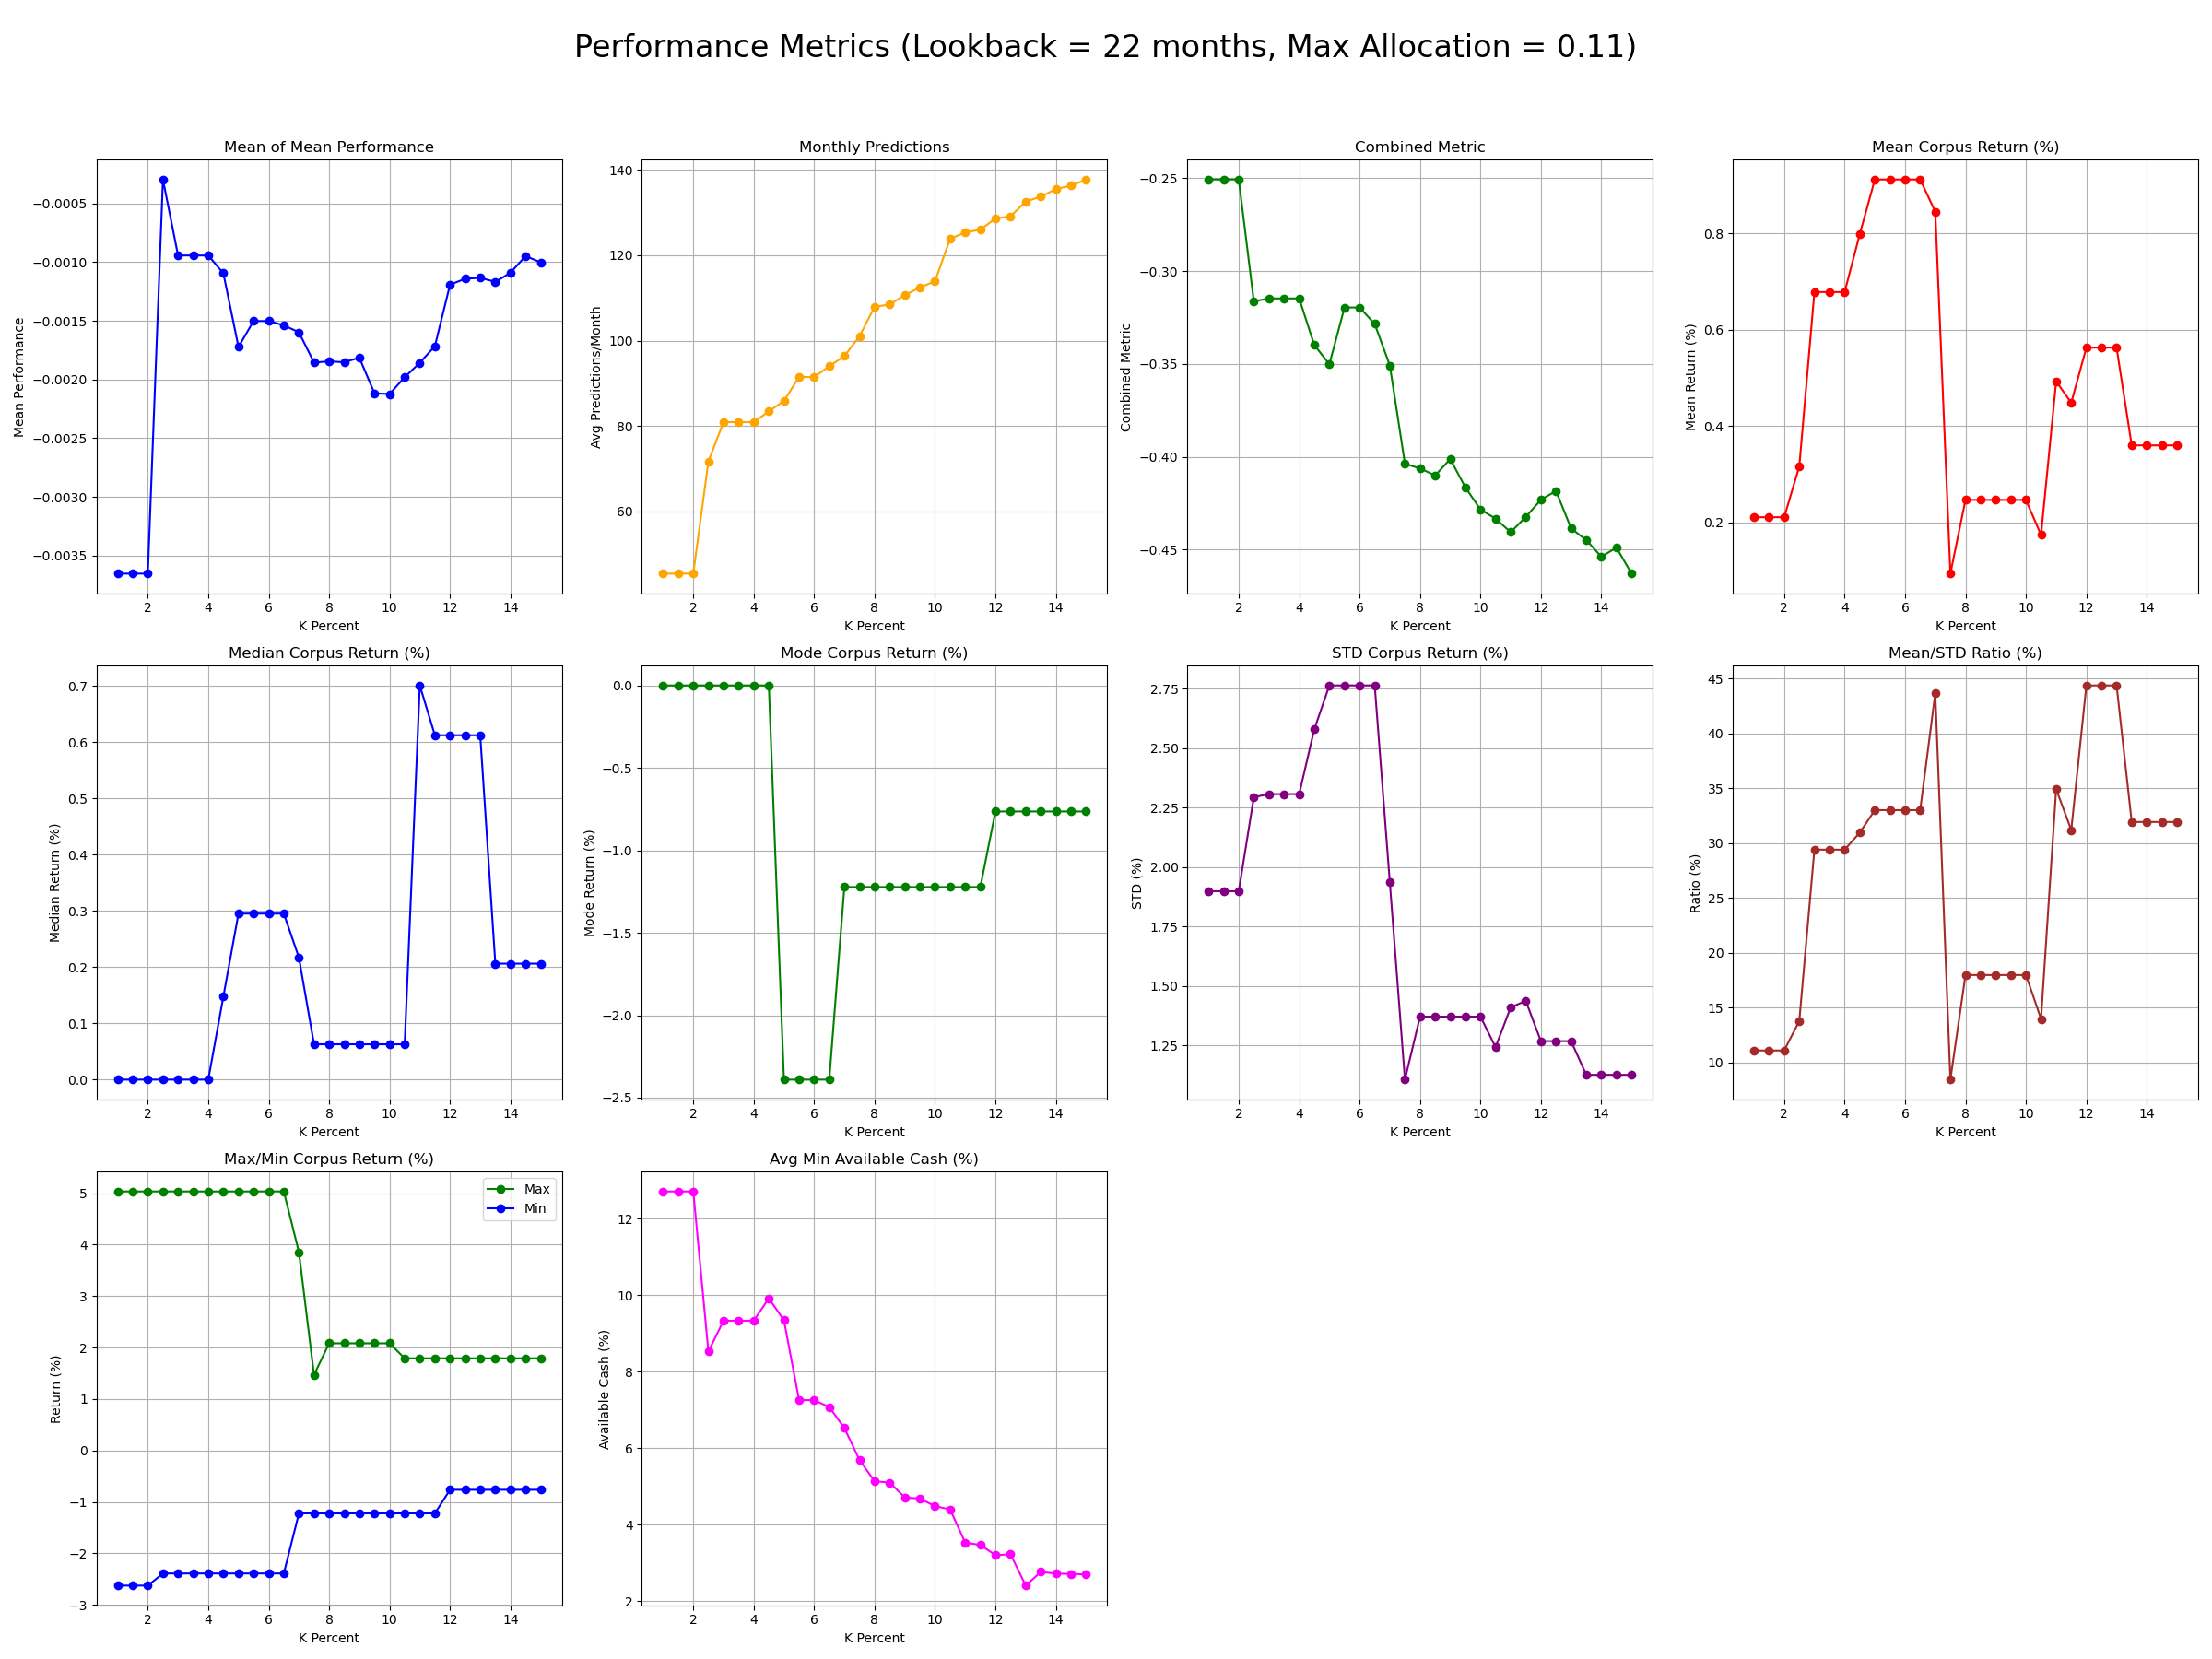 Performance Metrics (Lookback = 22 months, Max Allocation = 0.11)
Mean of Mean Performance
Mean Performance
−0.0005
−0.0010
−0.0015
−0.0020
−0.0025
−0.0030
−0.0035
2 4 6 8 10 12 14
K Percent
Monthly Predictions
Avg Predictions/Month
140
120
100
80
60
2 4 6 8 10 12 14
K Percent
Combined Metric
Combined Metric
−0.25
−0.30
−0.35
−0.40
−0.45
2 4 6 8 10 12 14
K Percent
Mean Corpus Return (%)
Mean Return (%)
0.8
0.6
0.4
0.2
2 4 6 8 10 12 14
K Percent
Median Corpus Return (%)
Median Return (%)
0.7
0.6
0.5
0.4
0.3
0.2
0.1
0.0
2 4 6 8 10 12 14
K Percent
Mode Corpus Return (%)
Mode Return (%)
0.0
−0.5
−1.0
−1.5
−2.0
−2.5
2 4 6 8 10 12 14
K Percent
STD Corpus Return (%)
STD (%)
2.75
2.50
2.25
2.00
1.75
1.50
1.25
2 4 6 8 10 12 14
K Percent
Mean/STD Ratio (%)
Ratio (%)
45
40
35
30
25
20
15
10
2 4 6 8 10 12 14
K Percent
Max/Min Corpus Return (%)
Return (%)
5
4
3
2
1
0
−1
−2
−3
Max
Min
2 4 6 8 10 12 14
K Percent
Avg Min Available Cash (%)
Available Cash (%)
12
10
8
6
4
2
2 4 6 8 10 12 14
K Percent